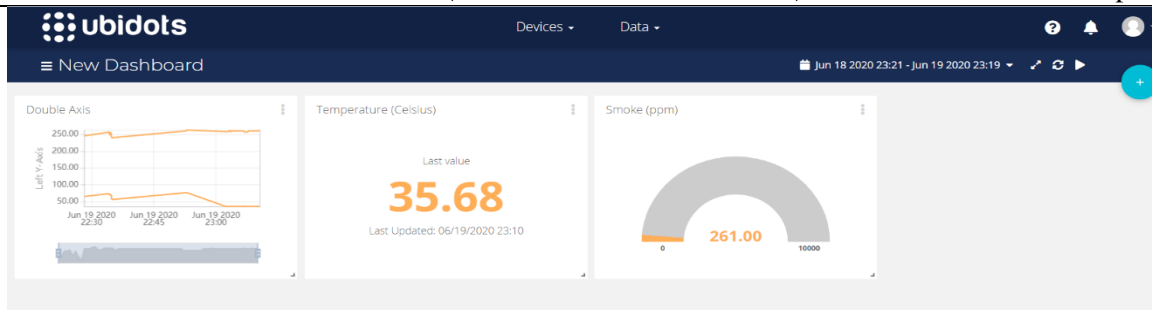 ubidots
Devices
Data
New Dashboard
Jun 18 2020 23:21 - Jun 19 2020 23:19
Double Axis
Left Y-Axis
250.00
200.00
150.00
100.00
50.00
Jun 19 2020 22:30
Jun 19 2020 22:45
Jun 19 2020 23:00
Temperature (Celsius)
Last value
35.68
Last Updated: 06/19/2020 23:10
Smoke (ppm)
261.00
0
10000